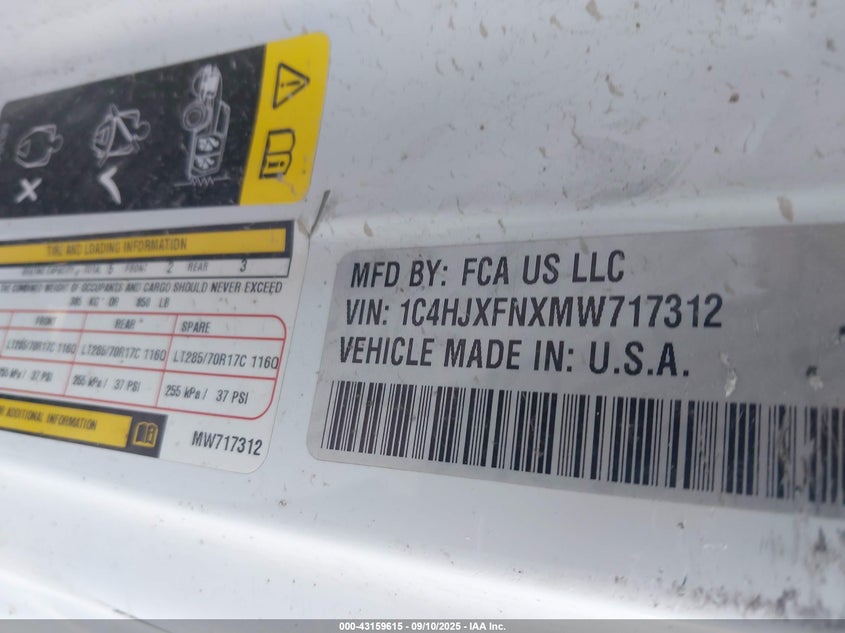 TIRE AND LOADING INFORMATION
SEATING CAPACITY: TOTAL 5 FRONT 2 REAR 3
THE COMBINED WEIGHT OF OCCUPANTS AND CARGO SHOULD NEVER EXCEED
KG OR 850 LB
FRONT REAR SPARE
LT285/70R17C 116Q LT285/70R17C 116Q LT285/70R17C 116Q
37 PSI 255 kPa / 37 PSI 255 kPa / 37 PSI
ADDITIONAL INFORMATION
MW717312
MFD BY: FCA US LLC
VIN: 1C4HJXFNXMW717312
VEHICLE MADE IN: U.S.A.
000-43159615 - 09/10/2025 - IAA Inc.